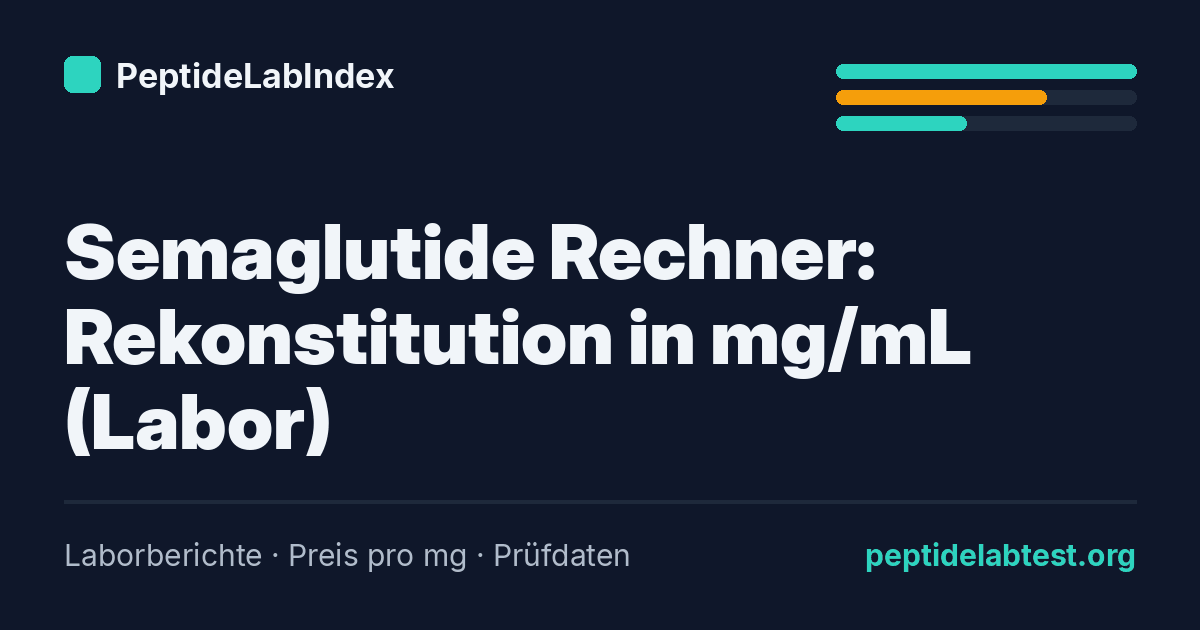 PeptideLabIndex
Semaglutide Rechner:
Rekonstitution in mg/mL
(Labor)
Laborberichte · Preis pro mg · Prüfdaten
peptidelabtest.org